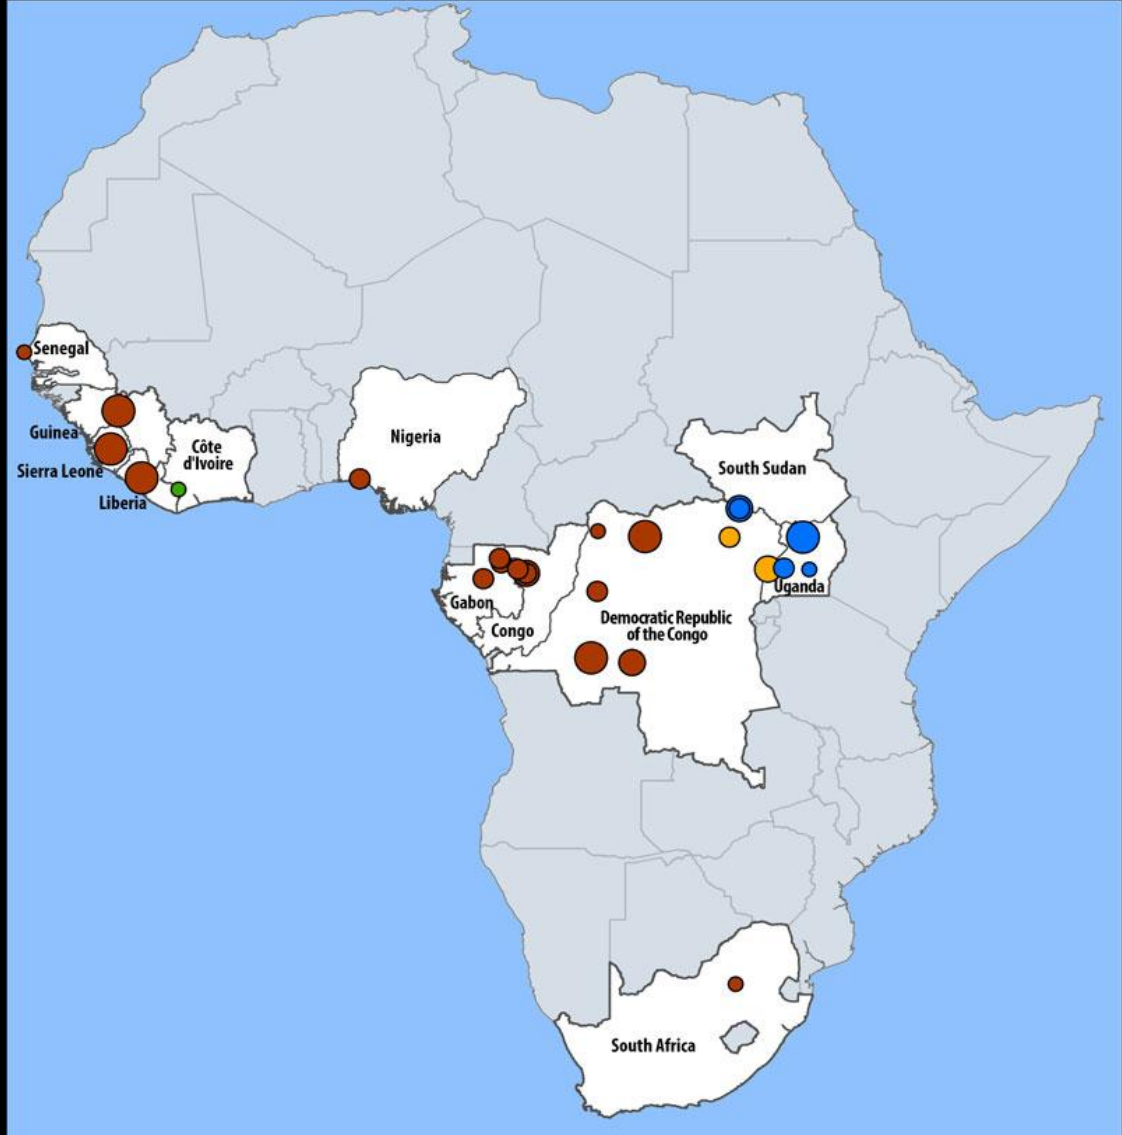 Senegal
Guinea
Sierra Leone
Liberia
Côte
d'Ivoire
Nigeria
South Sudan
Uganda
Gabon
Congo
Democratic Republic
of the Congo
South Africa